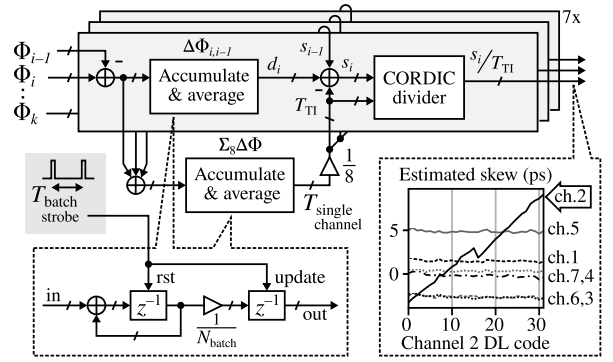 7x
Φi−1
Φi
⋮
Φk
-
ΔΦi,i−1
Accumulate
& average
di
si−1
si
-
TTI
CORDIC
divider
si/TTI
Σ8ΔΦ
Accumulate
& average
1/8
Tsingle channel
Tbatch strobe
rst
update
in
z−1
1/Nbatch
z−1
out
Estimated skew (ps)
5
0
0 10 20 30
Channel 2 DL code
ch.2
ch.5
ch.1
ch.7,4
ch.6,3